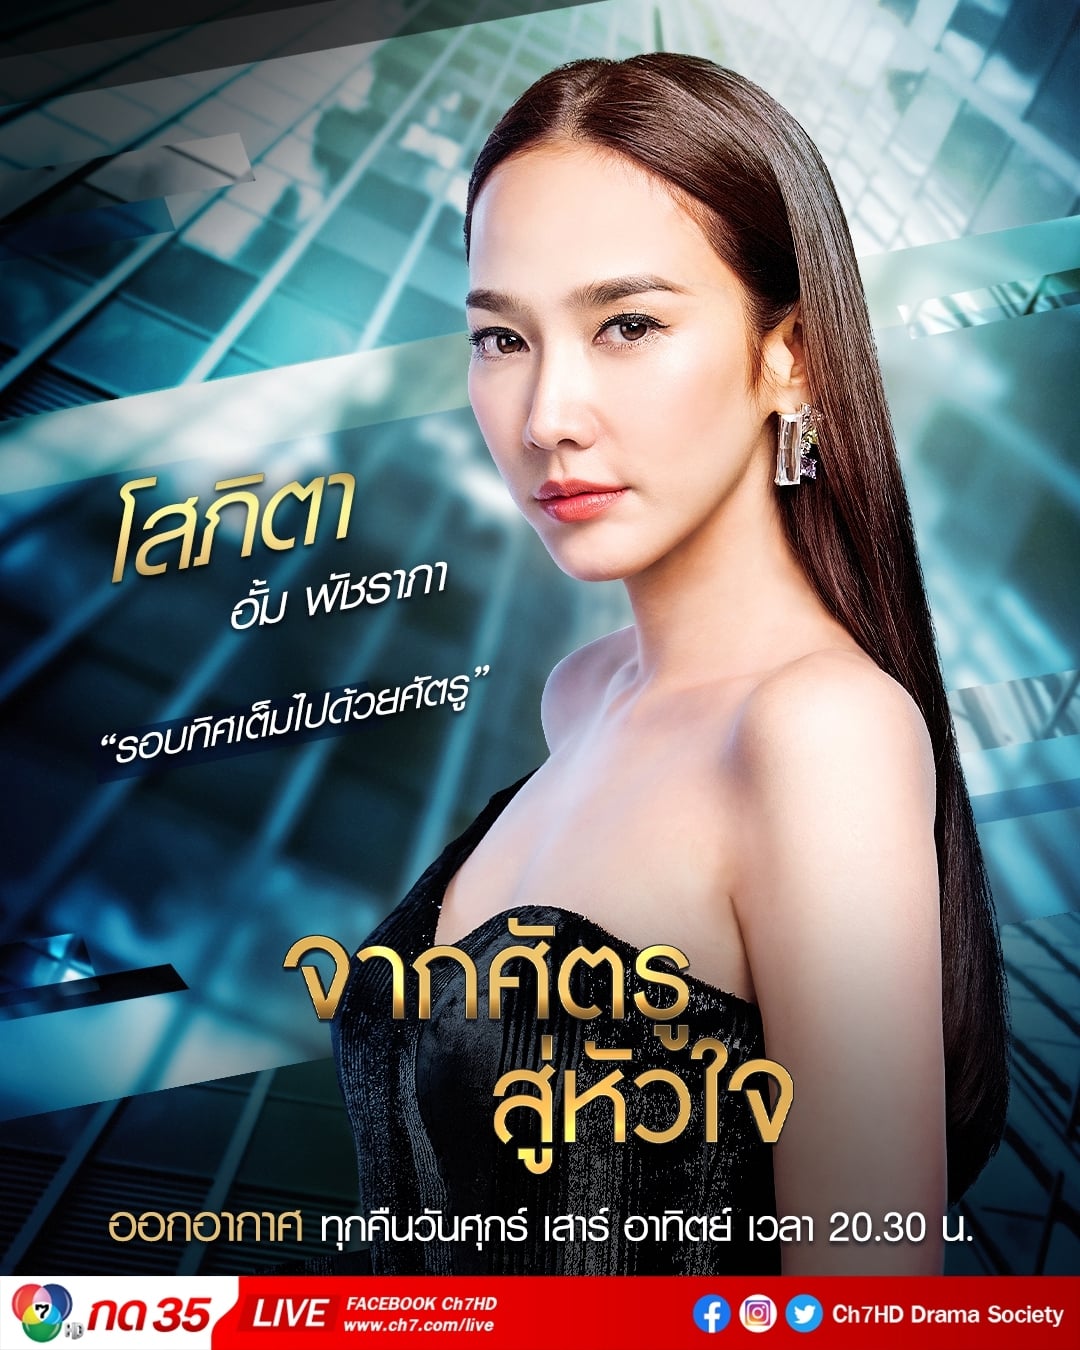 โสภิตา
อั้ม พัชราภา
“รอบทิศเต็มไปด้วยศัตรู”
จากศัตรู
สู่หัวใจ
ออกอากาศ ทุกคืนวันศุกร์ เสาร์ อาทิตย์ เวลา 20.30 น.
7 HD กด 35 LIVE FACEBOOK Ch7HD
www.ch7.com/live
Ch7HD Drama Society